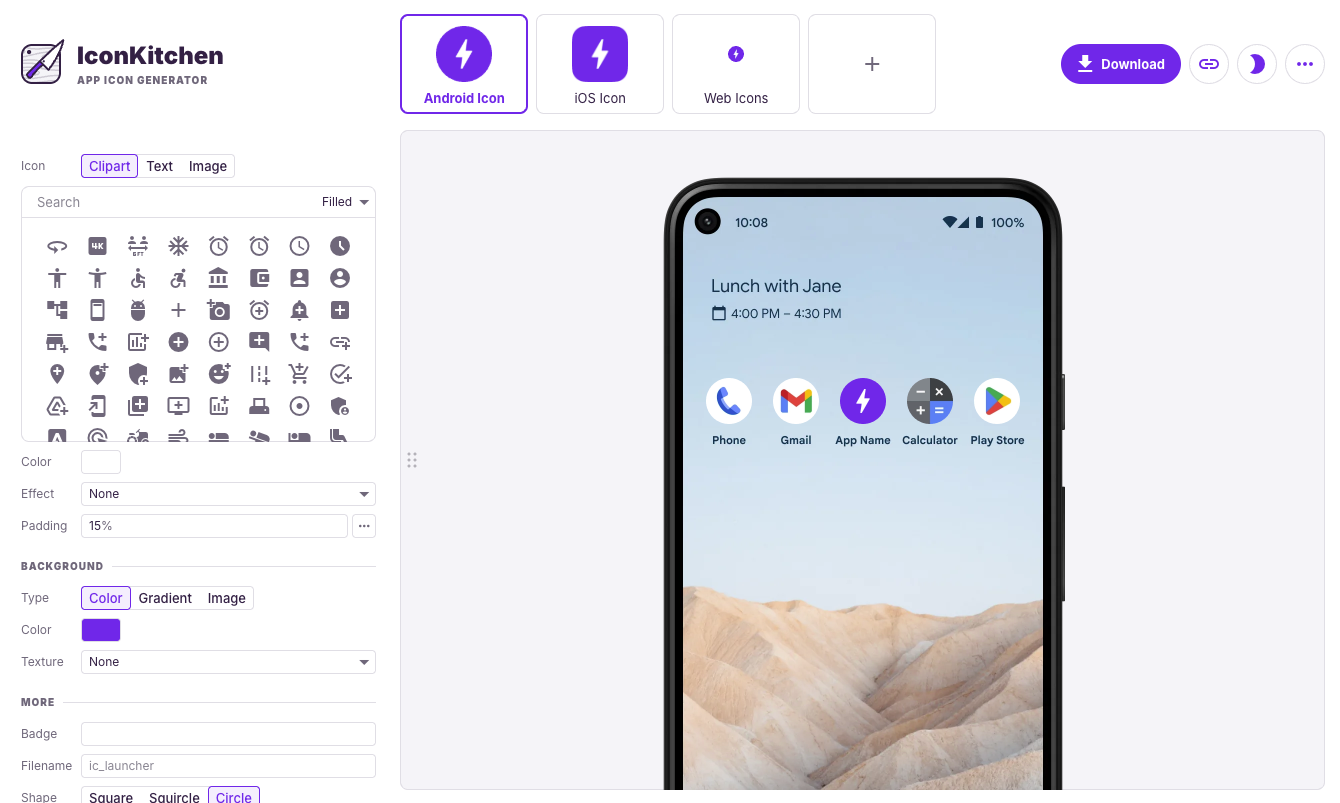 IconKitchen
APP ICON GENERATOR
Android Icon
iOS Icon
Web Icons
Download
Icon
Clipart
Text
Image
Search
Filled
4K
6FT
Color
Effect
None
Padding
15%
BACKGROUND
Type
Color
Gradient
Image
Color
Texture
None
MORE
Badge
Filename
ic_launcher
Shape
Square
Squircle
Circle
10:08
100%
Lunch with Jane
4:00 PM – 4:30 PM
Phone
Gmail
App Name
Calculator
Play Store